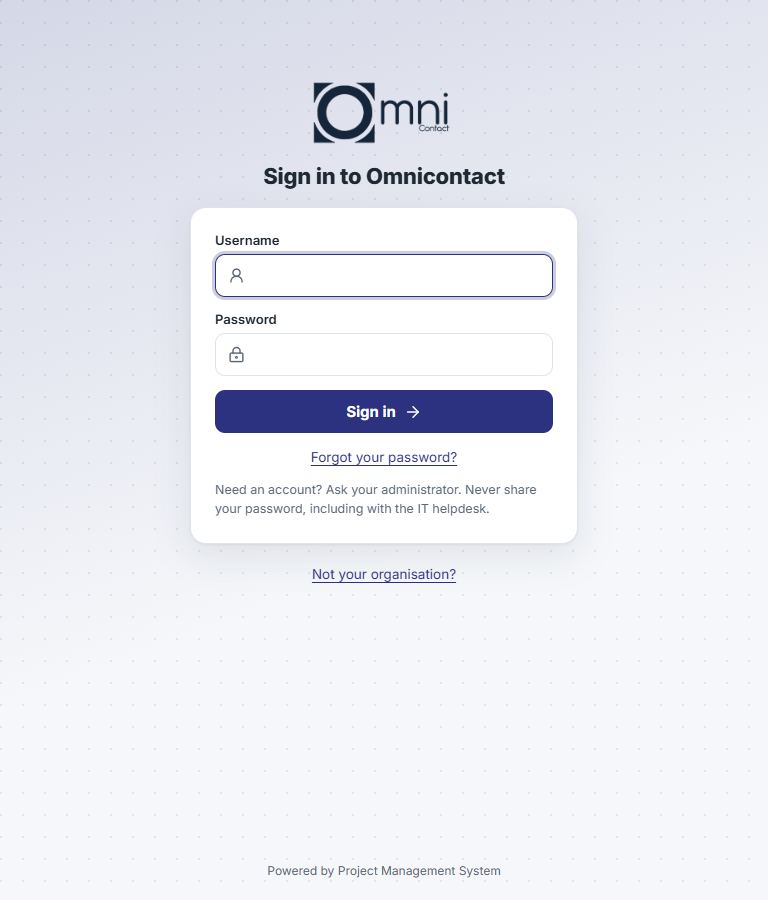 Omni
Contact
Sign in to Omnicontact
Username
Password
Sign in
Forgot your password?
Need an account? Ask your administrator. Never share
your password, including with the IT helpdesk.
Not your organisation?
Powered by Project Management System